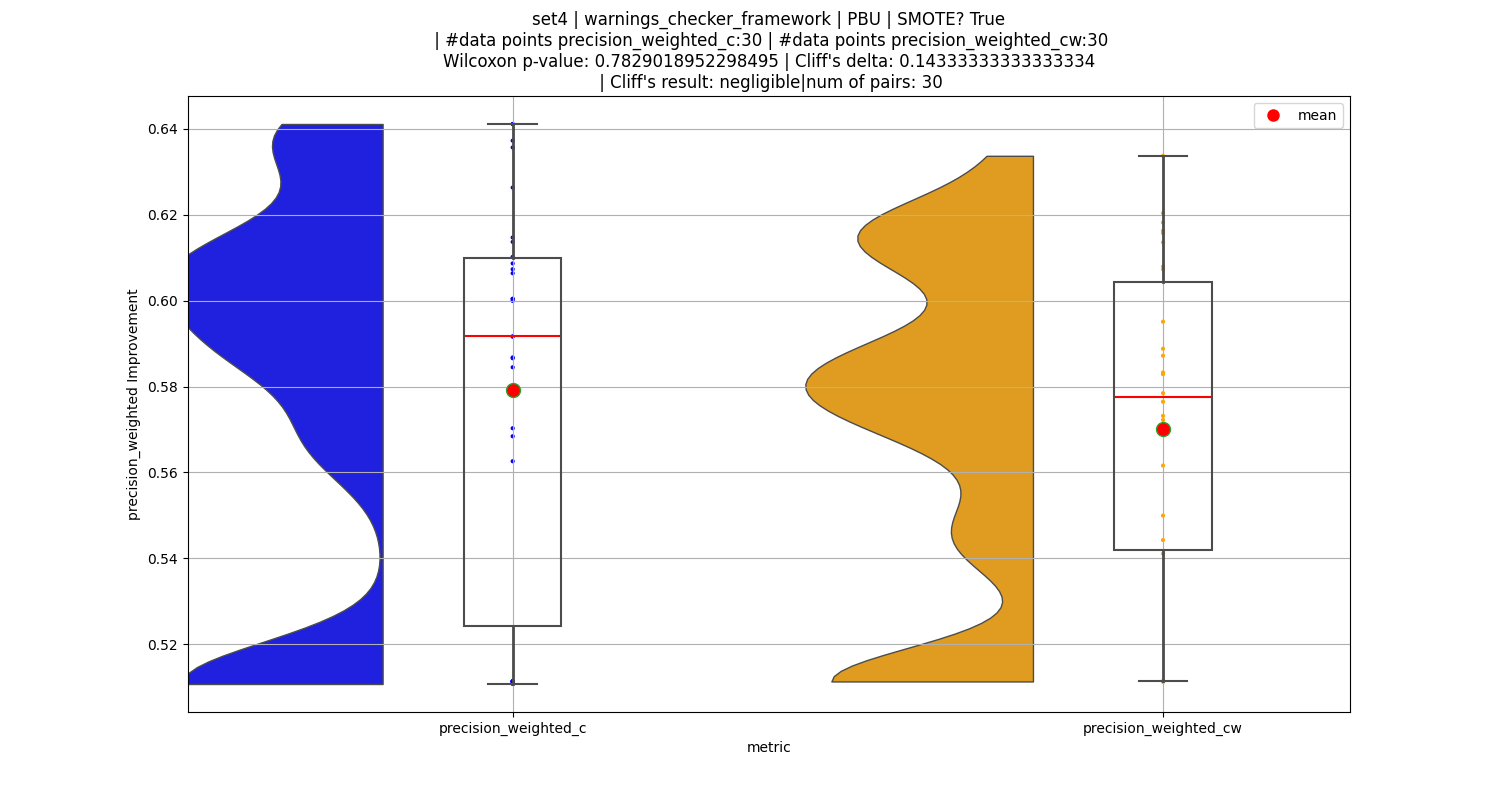 set4 | warnings_checker_framework | PBU | SMOTE? True
| #data points precision_weighted_c:30 | #data points precision_weighted_cw:30
Wilcoxon p-value: 0.7829018952298495 | Cliff's delta: 0.14333333333333334
| Cliff's result: negligible|num of pairs: 30
mean
0.64
0.62
0.60
0.58
0.56
0.54
0.52
precision_weighted Improvement
precision_weighted_c
precision_weighted_cw
metric